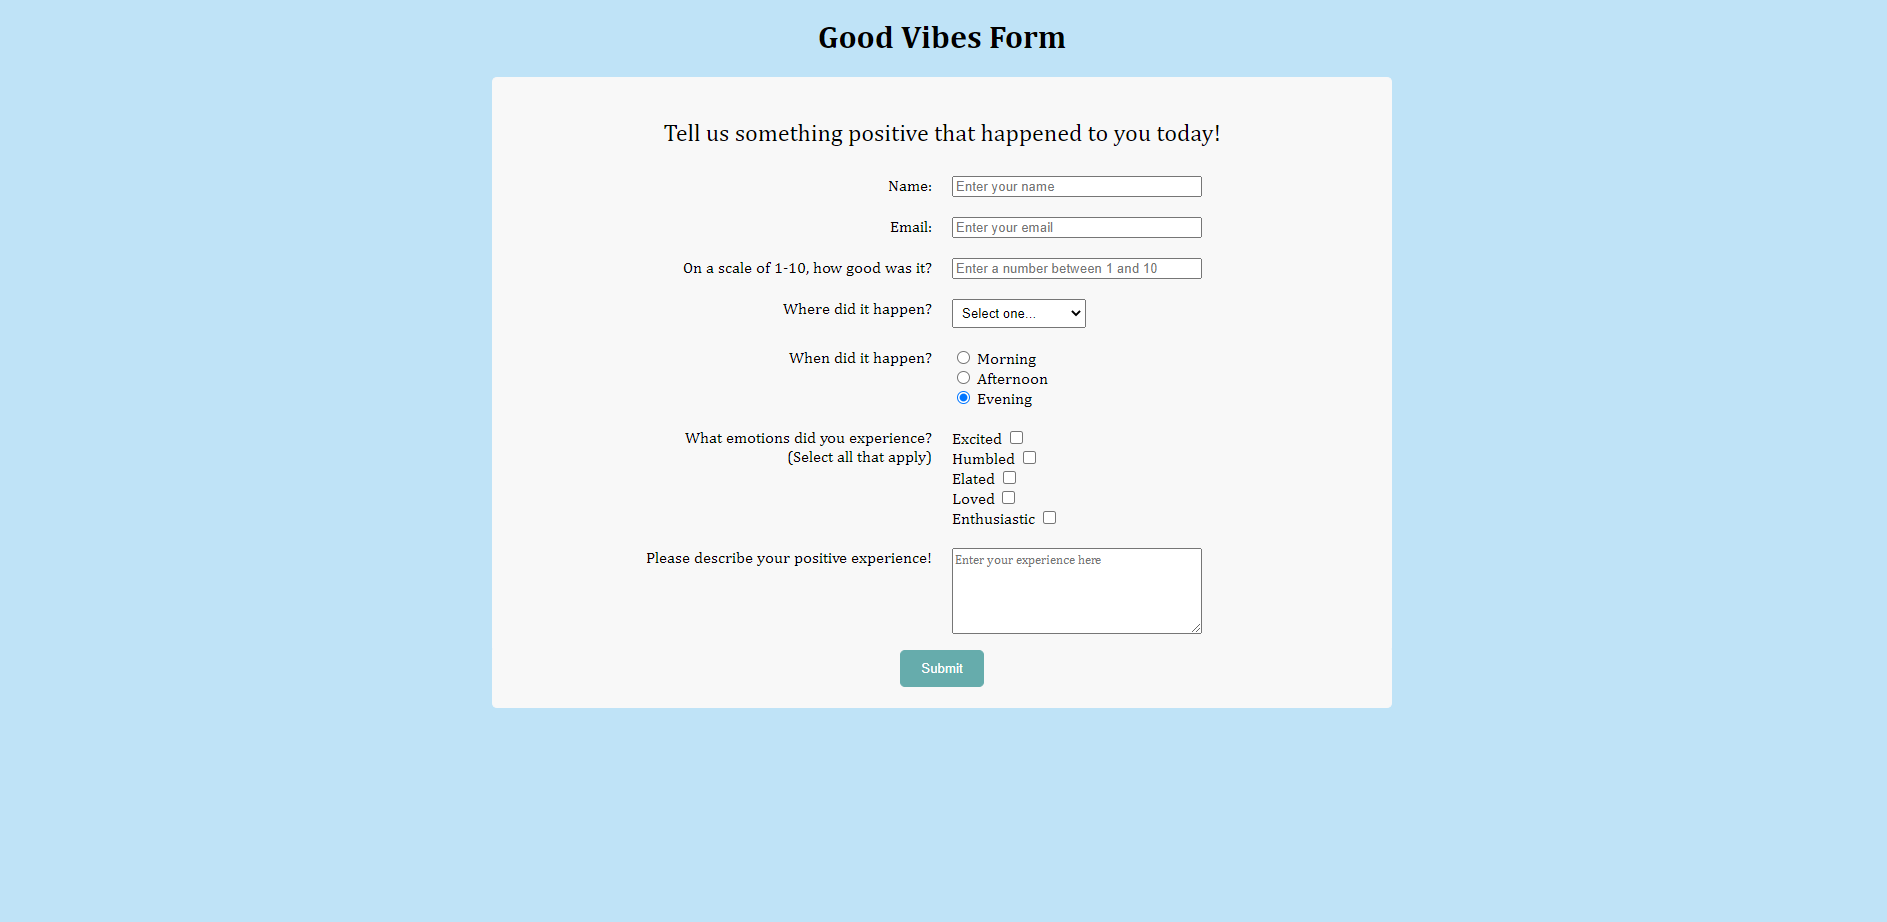 Good Vibes Form
Tell us something positive that happened to you today!
Name:
Enter your name
Email:
Enter your email
On a scale of 1-10, how good was it?
Enter a number between 1 and 10
Where did it happen?
Select one...
When did it happen?
Morning
Afternoon
Evening
What emotions did you experience?
(Select all that apply)
Excited
Humbled
Elated
Loved
Enthusiastic
Please describe your positive experience!
Enter your experience here
Submit